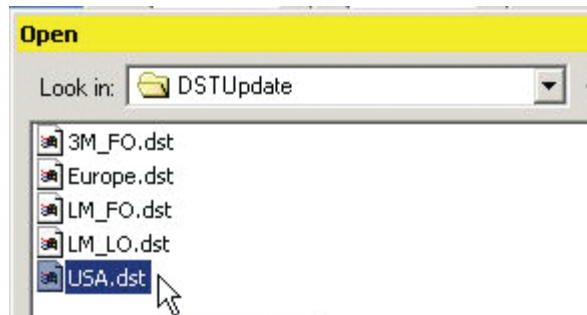 Open
Look in: DSTUpdate
3M_FO.dst
Europe.dst
LM_FO.dst
LM_LO.dst
USA.dst